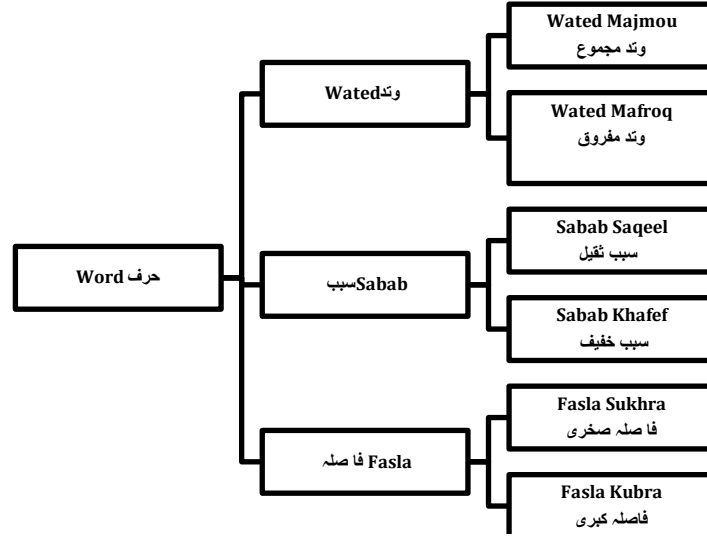 Wated Majmou
وتد مجموع
Watedوتد
Wated Mafroq
وتد مفروق
Word حرف
Sabab Saqeel
سبب ثقیل
Sababسبب
Sabab Khafef
سبب خفیف
Fasla Sukhra
فا صلہ صخری
Fasla فا صلہ
Fasla Kubra
فاصلہ کبری